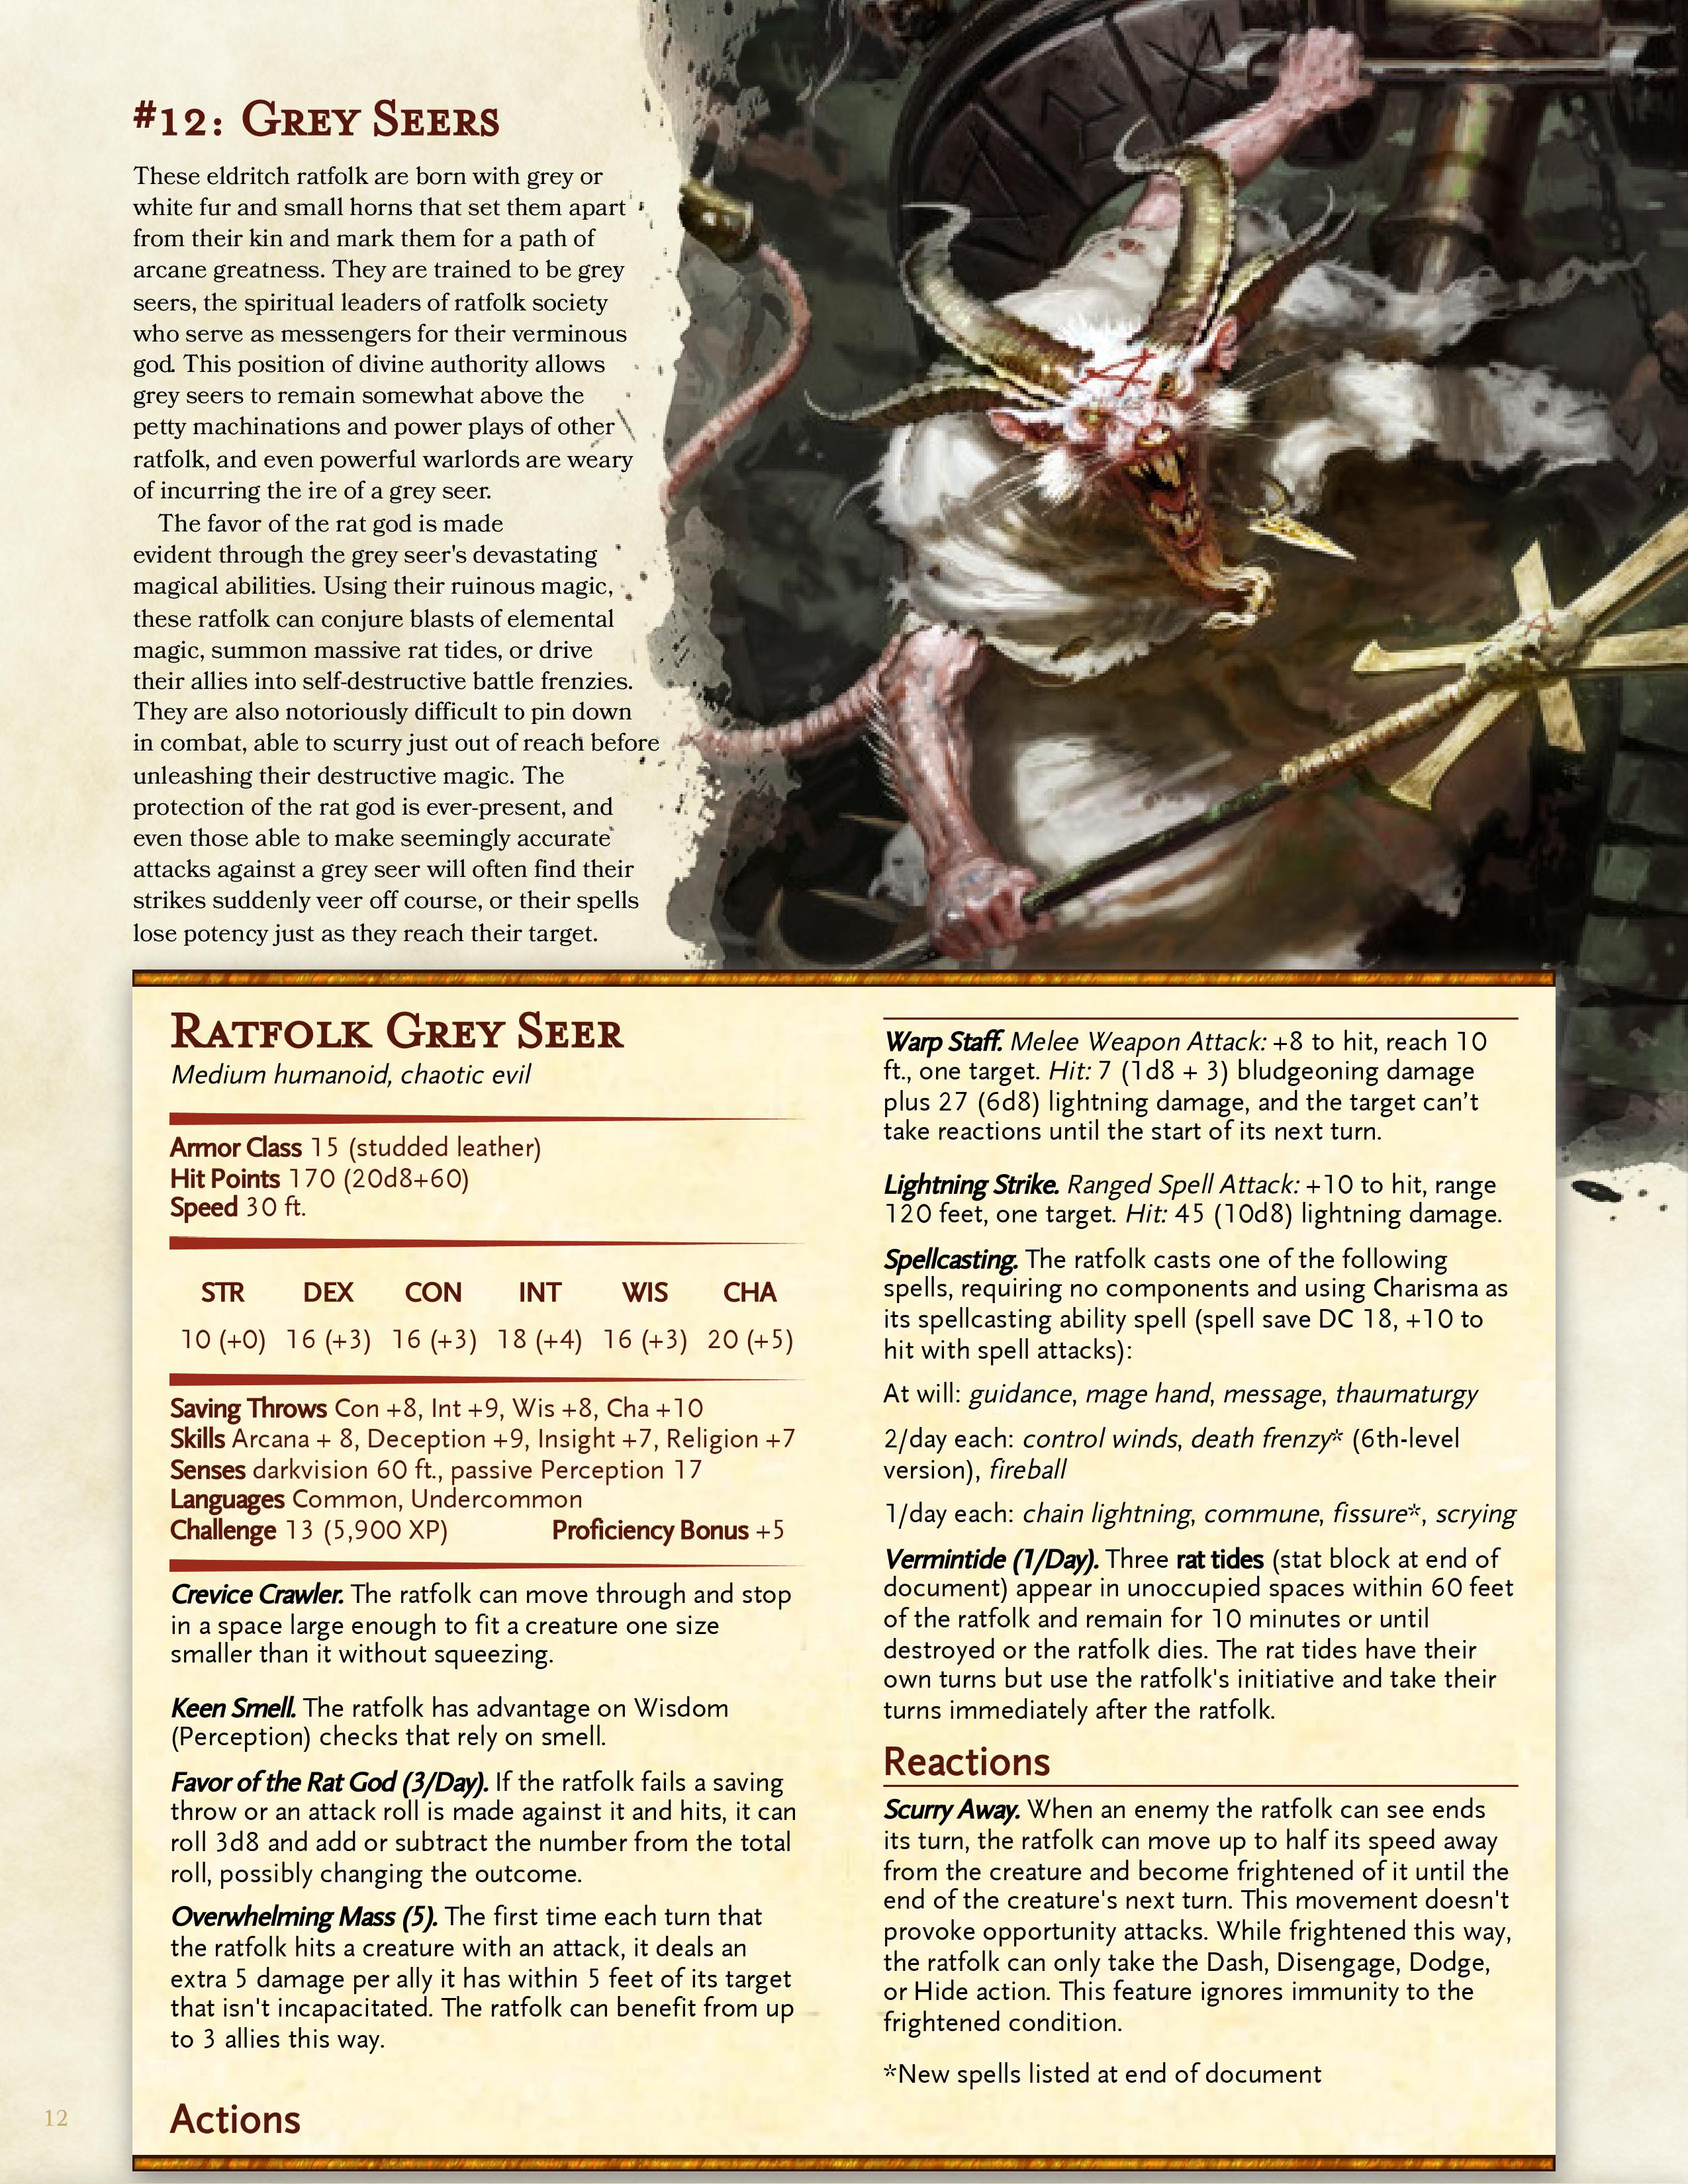 #12: Grey Seers
These eldritch ratfolk are born with grey or
white fur and small horns that set them apart
from their kin and mark them for a path of
arcane greatness. They are trained to be grey
seers, the spiritual leaders of ratfolk society
who serve as messengers for their verminous
god. This position of divine authority allows
grey seers to remain somewhat above the
petty machinations and power plays of other
ratfolk, and even powerful warlords are weary
of incurring the ire of a grey seer.
The favor of the rat god is made
evident through the grey seer's devastating
magical abilities. Using their ruinous magic,
these ratfolk can conjure blasts of elemental
magic, summon massive rat tides, or drive
their allies into self-destructive battle frenzies.
They are also notoriously difficult to pin down
in combat, able to scurry just out of reach before
unleashing their destructive magic. The
protection of the rat god is ever-present, and
even those able to make seemingly accurate
attacks against a grey seer will often find their
strikes suddenly veer off course, or their spells
lose potency just as they reach their target.
Ratfolk Grey Seer
Medium humanoid, chaotic evil
Armor Class 15 (studded leather)
Hit Points 170 (20d8+60)
Speed 30 ft.
STR DEX CON INT WIS CHA
10 (+0) 16 (+3) 16 (+3) 18 (+4) 16 (+3) 20 (+5)
Saving Throws Con +8, Int +9, Wis +8, Cha +10
Skills Arcana + 8, Deception +9, Insight +7, Religion +7
Senses darkvision 60 ft., passive Perception 17
Languages Common, Undercommon
Challenge 13 (5,900 XP) Proficiency Bonus +5
Crevice Crawler. The ratfolk can move through and stop
in a space large enough to fit a creature one size
smaller than it without squeezing.
Keen Smell. The ratfolk has advantage on Wisdom
(Perception) checks that rely on smell.
Favor of the Rat God (3/Day). If the ratfolk fails a saving
throw or an attack roll is made against it and hits, it can
roll 3d8 and add or subtract the number from the total
roll, possibly changing the outcome.
Overwhelming Mass (5). The first time each turn that
the ratfolk hits a creature with an attack, it deals an
extra 5 damage per ally it has within 5 feet of its target
that isn't incapacitated. The ratfolk can benefit from up
to 3 allies this way.
Actions
Warp Staff. Melee Weapon Attack: +8 to hit, reach 10
ft., one target. Hit: 7 (1d8 + 3) bludgeoning damage
plus 27 (6d8) lightning damage, and the target can't
take reactions until the start of its next turn.
Lightning Strike. Ranged Spell Attack: +10 to hit, range
120 feet, one target. Hit: 45 (10d8) lightning damage.
Spellcasting. The ratfolk casts one of the following
spells, requiring no components and using Charisma as
its spellcasting ability spell (spell save DC 18, +10 to
hit with spell attacks):
At will: guidance, mage hand, message, thaumaturgy
2/day each: control winds, death frenzy* (6th-level
version), fireball
1/day each: chain lightning, commune, fissure*, scrying
Vermintide (1/Day). Three rat tides (stat block at end of
document) appear in unoccupied spaces within 60 feet
of the ratfolk and remain for 10 minutes or until
destroyed or the ratfolk dies. The rat tides have their
own turns but use the ratfolk's initiative and take their
turns immediately after the ratfolk.
Reactions
Scurry Away. When an enemy the ratfolk can see ends
its turn, the ratfolk can move up to half its speed away
from the creature and become frightened of it until the
end of the creature's next turn. This movement doesn't
provoke opportunity attacks. While frightened this way,
the ratfolk can only take the Dash, Disengage, Dodge,
or Hide action. This feature ignores immunity to the
frightened condition.
*New spells listed at end of document
12